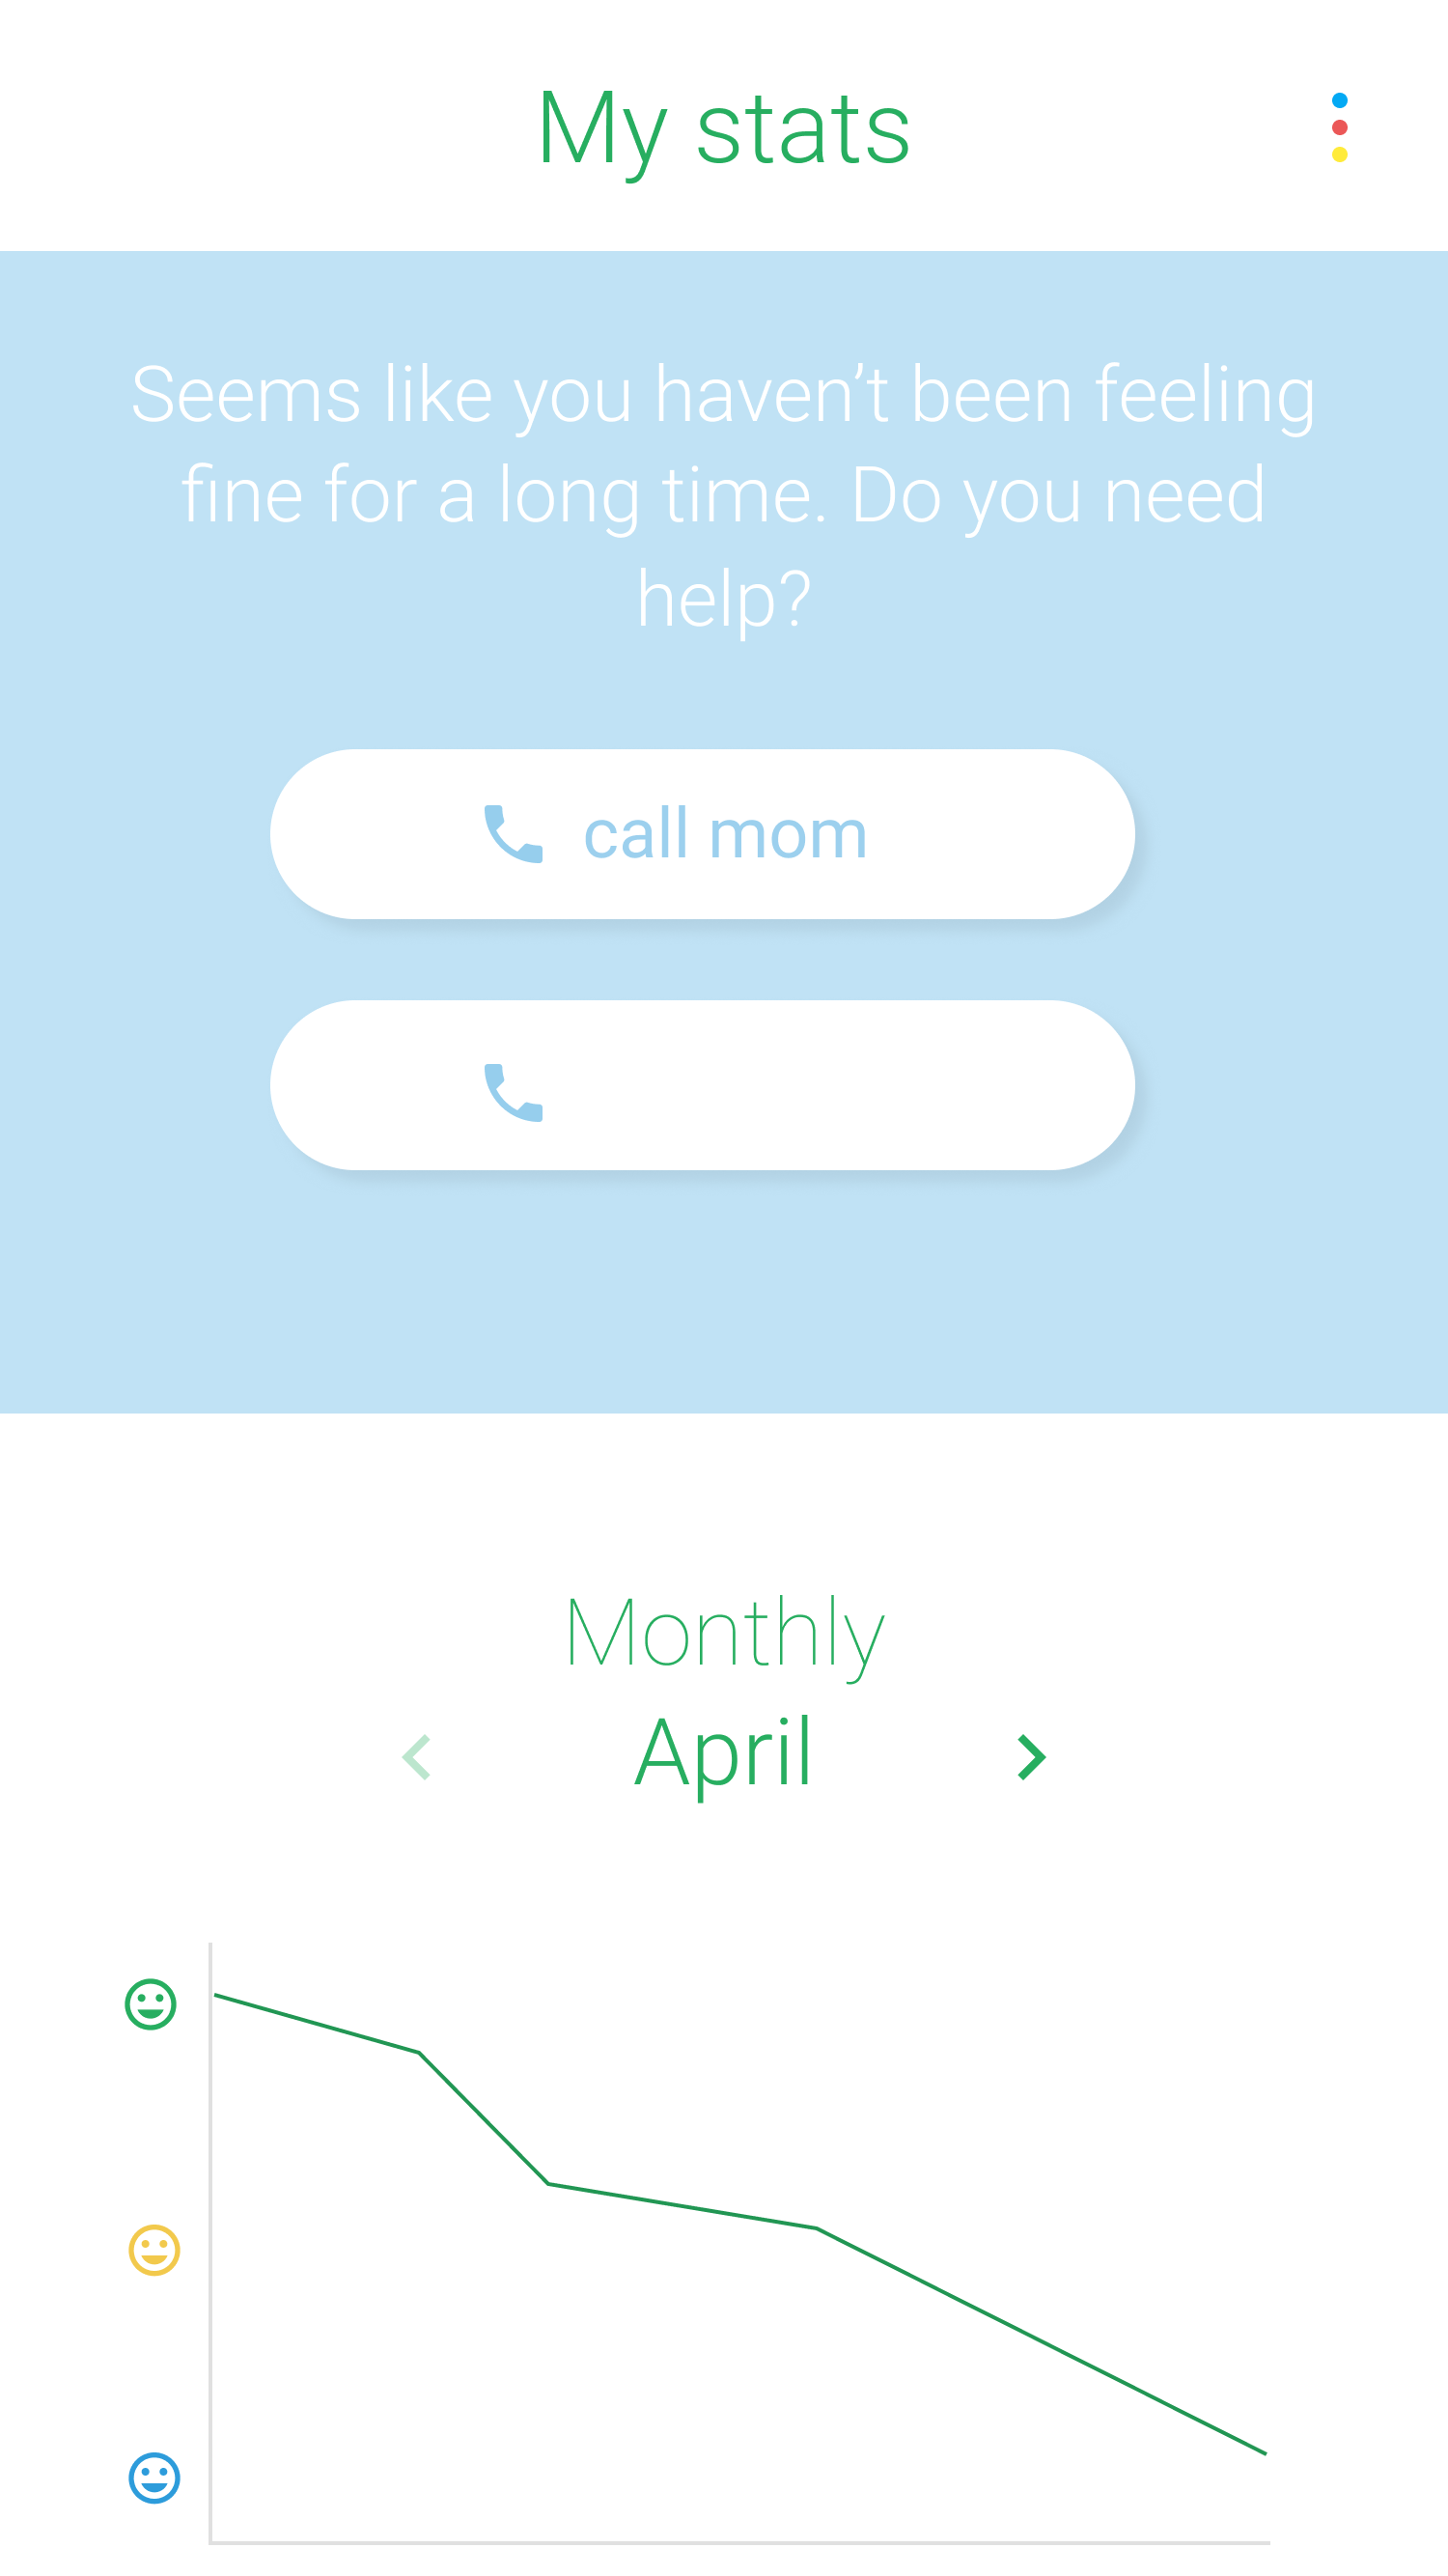 My stats
Seems like you haven’t been feeling
fine for a long time. Do you need
help?
call mom
Monthly
April